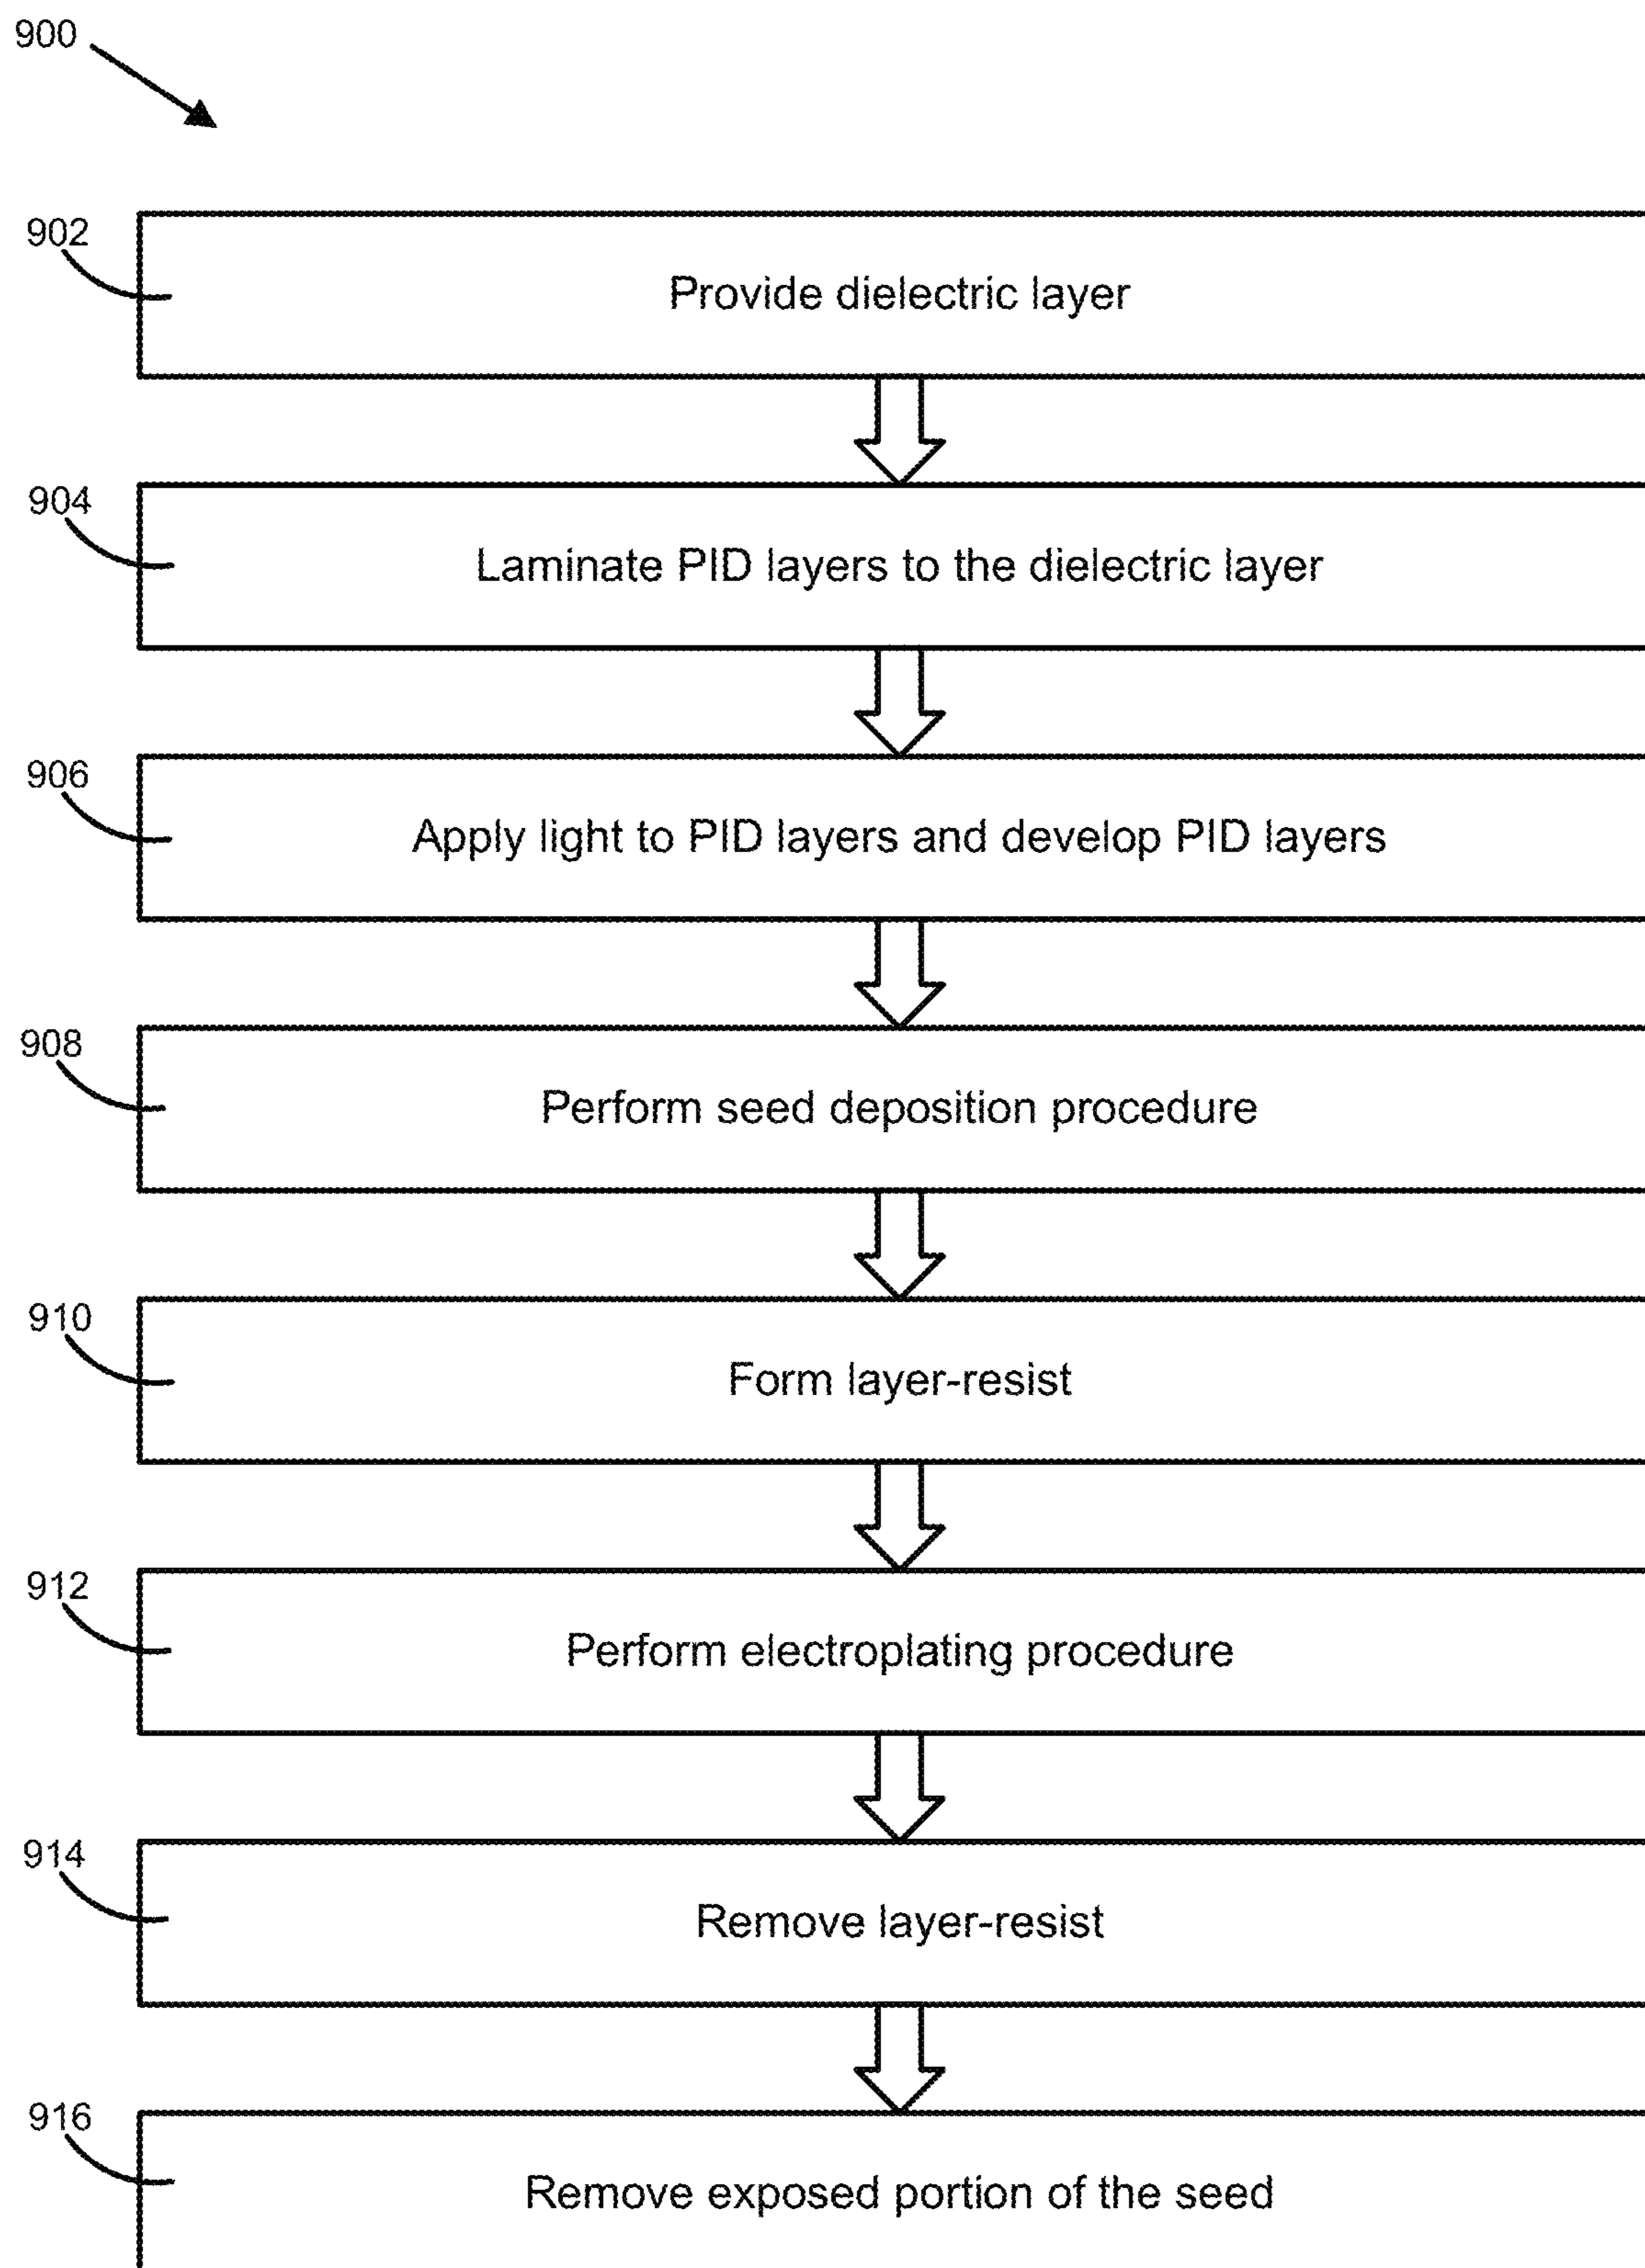 900
902
Provide dielectric layer
904
Laminate PID layers to the dielectric layer
906
Apply light to PID layers and develop PID layers
908
Perform seed deposition procedure
910
Form layer-resist
912
Perform electroplating procedure
914
Remove layer-resist
916
Remove exposed portion of the seed